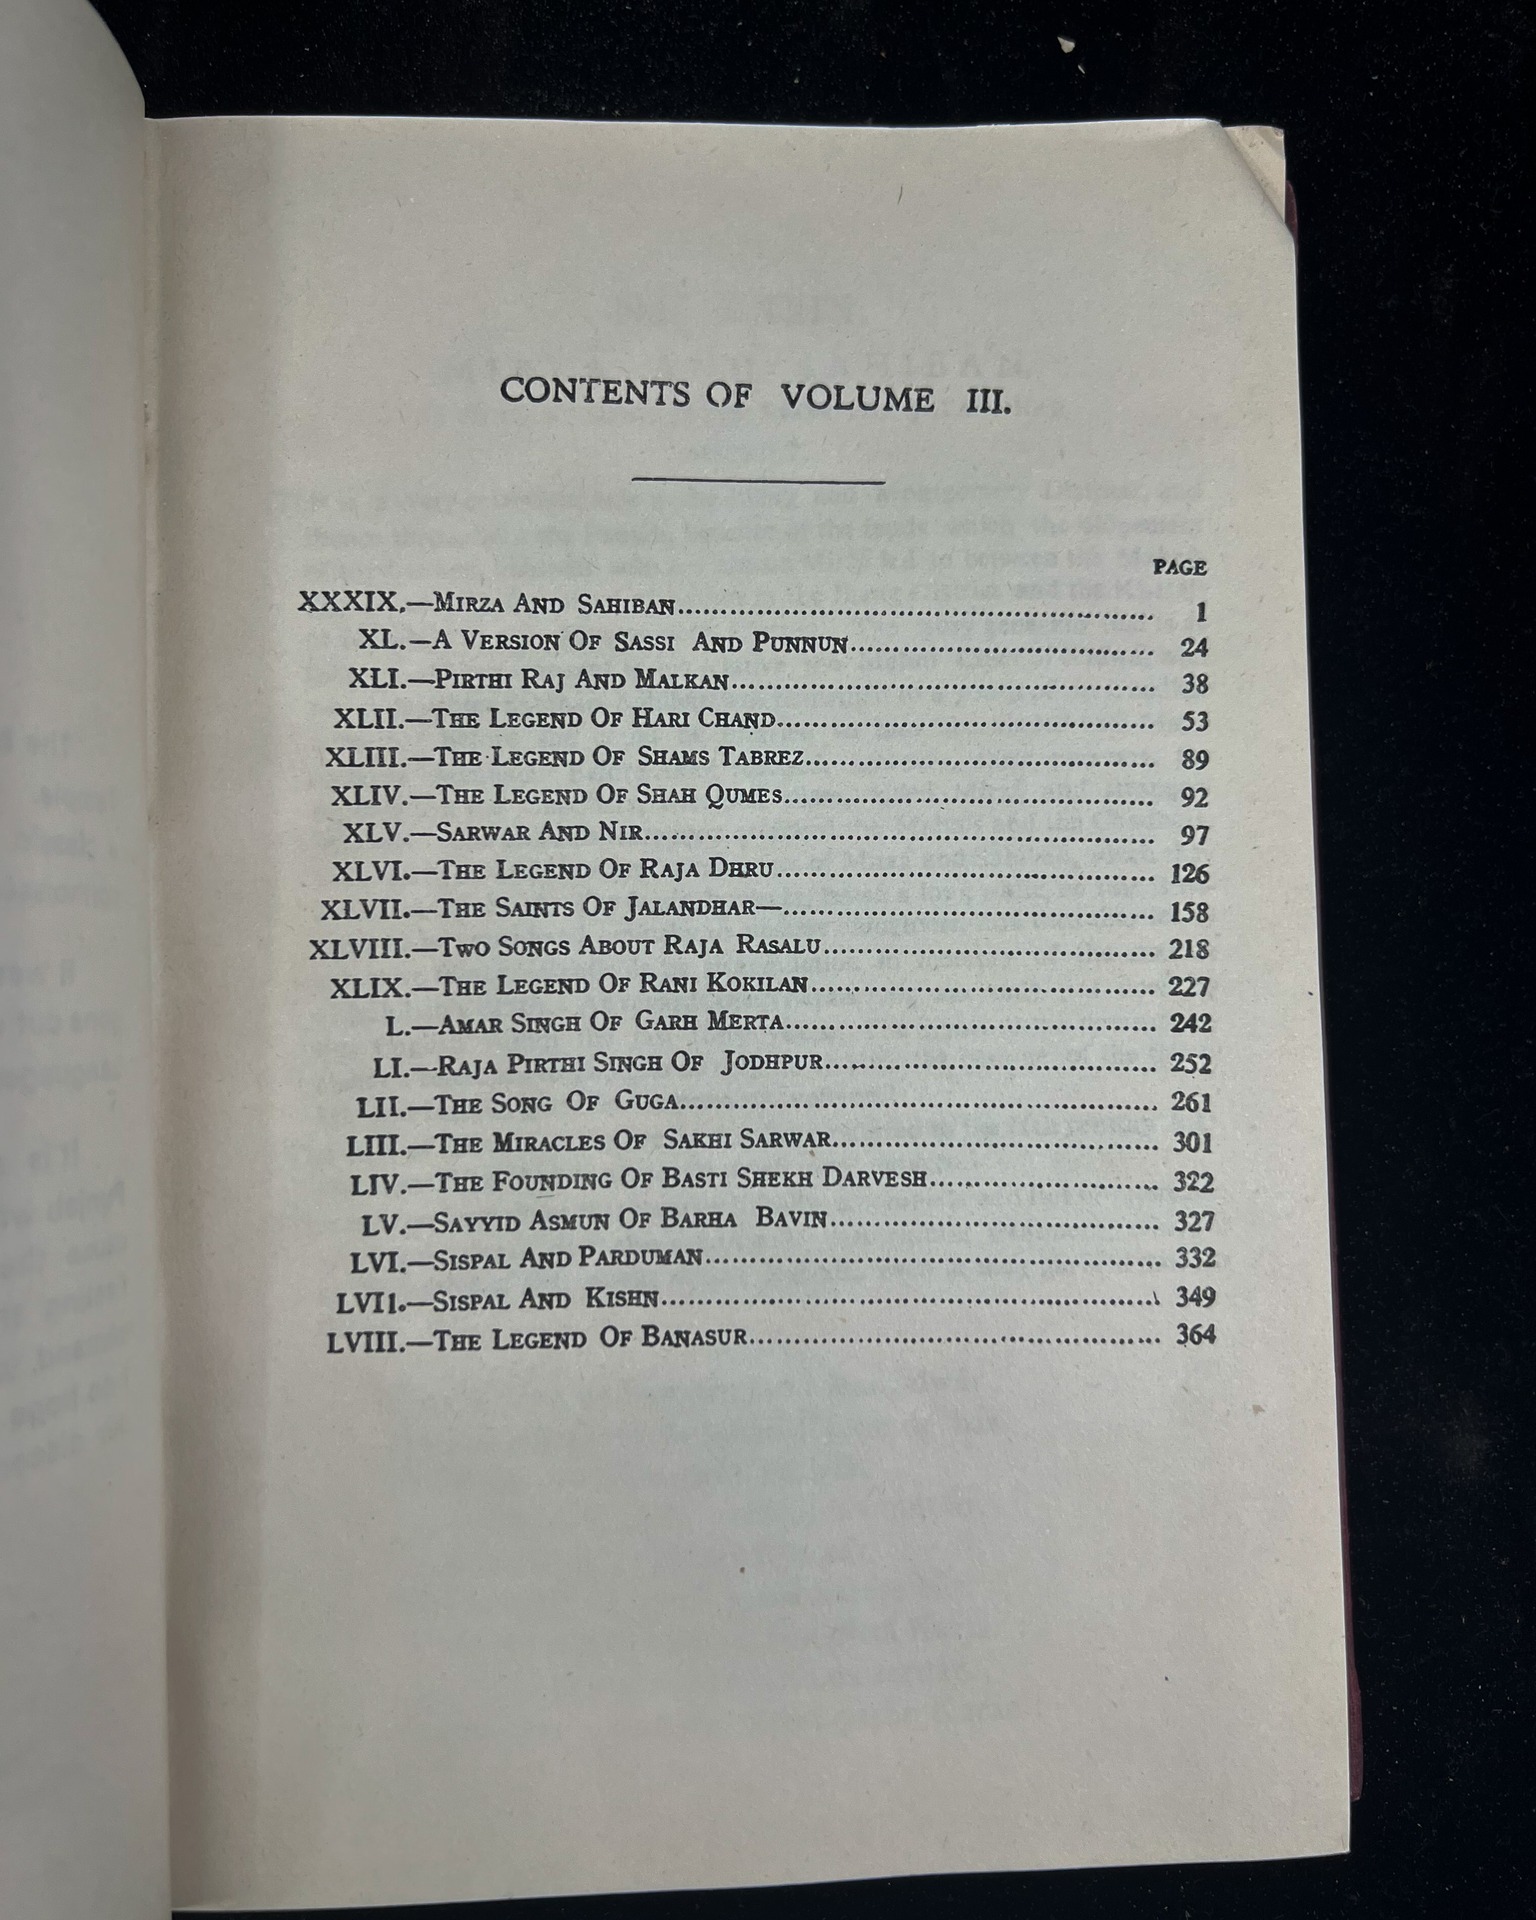 CONTENTS OF VOLUME III.
PAGE
XXXIX.—MIRZA AND SAHIBAN.......... 1
XL.—A VERSION OF SASSI AND PUNNUN.......... 24
XLI.—PIRTHI RAJ AND MALKAN.......... 38
XLII.—THE LEGEND OF HARI CHAND.......... 53
XLIII.—THE LEGEND OF SHAMS TABREZ.......... 89
XLIV.—THE LEGEND OF SHAH QUMES.......... 92
XLV.—SARWAR AND NIR.......... 97
XLVI.—THE LEGEND OF RAJA DHRU.......... 126
XLVII.—THE SAINTS OF JALANDHAR—.......... 158
XLVIII.—TWO SONGS ABOUT RAJA RASALU.......... 218
XLIX.—THE LEGEND OF RANI KOKILAN.......... 227
L.—AMAR SINGH OF GARH MERTA.......... 242
LI.—RAJA PIRTHI SINGH OF JODHPUR.......... 252
LII.—THE SONG OF GUGA.......... 261
LIII.—THE MIRACLES OF SAKHI SARWAR.......... 301
LIV.—THE FOUNDING OF BASTI SHEKH DARVESH.......... 322
LV.—SAYYID ASMUN OF BARHA BAVIN.......... 327
LVI.—SISPAL AND PARDUMAN.......... 332
LVII.—SISPAL AND KISHN.......... 349
LVIII.—THE LEGEND OF BANASUR.......... 364